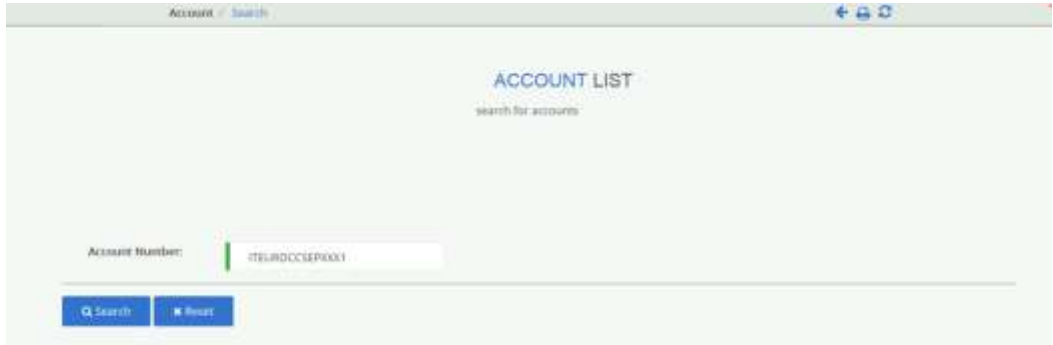 Account / Search
ACCOUNT LIST
search for accounts
Account Number:
Search
Reset